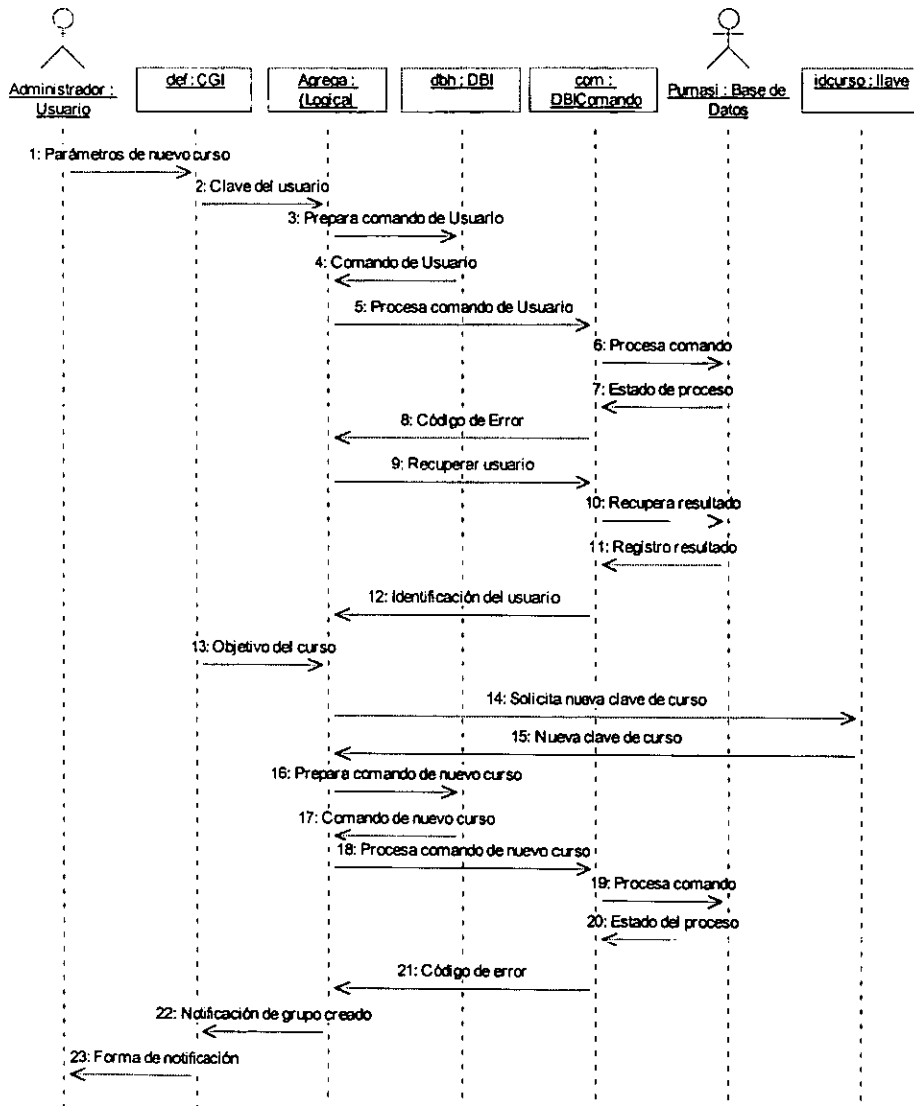 Administrador :
Usuario
def : CGI
Agrega :
(Logical
dbh : DBI
com :
DBIComando
Pumasi : Base de
Datos
idcurso : llave
1: Parámetros de nuevo curso
2: Clave del usuario
3: Prepara comando de Usuario
4: Comando de Usuario
5: Procesa comando de Usuario
6: Procesa comando
7: Estado de proceso
8: Código de Error
9: Recuperar usuario
10: Recupera resultado
11: Registro resultado
12: Identificación del usuario
13: Objetivo del curso
14: Solicita nueva clave de curso
15: Nueva clave de curso
16: Prepara comando de nuevo curso
17: Comando de nuevo curso
18: Procesa comando de nuevo curso
19: Procesa comando
20: Estado del proceso
21: Código de error
22: Notificación de grupo creado
23: Forma de notificación